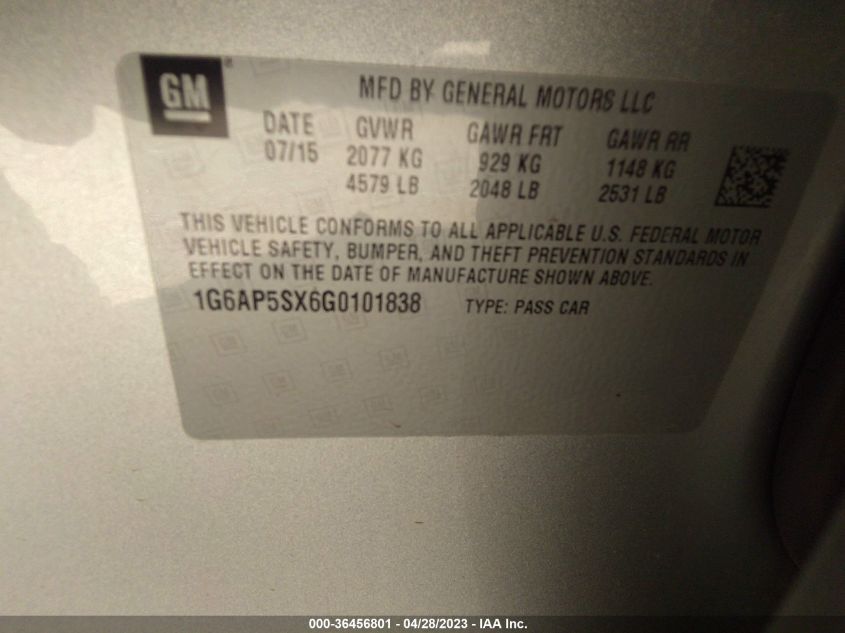 GM
MFD BY GENERAL MOTORS LLC
DATE GVWR GAWR FRT GAWR RR
07/15 2077 KG 929 KG 1148 KG
4579 LB 2048 LB 2531 LB
THIS VEHICLE CONFORMS TO ALL APPLICABLE U.S. FEDERAL MOTOR
VEHICLE SAFETY, BUMPER, AND THEFT PREVENTION STANDARDS IN
EFFECT ON THE DATE OF MANUFACTURE SHOWN ABOVE.
1G6AP5SX6G0101838 TYPE: PASS CAR
000-36456801 - 04/28/2023 - IAA Inc.